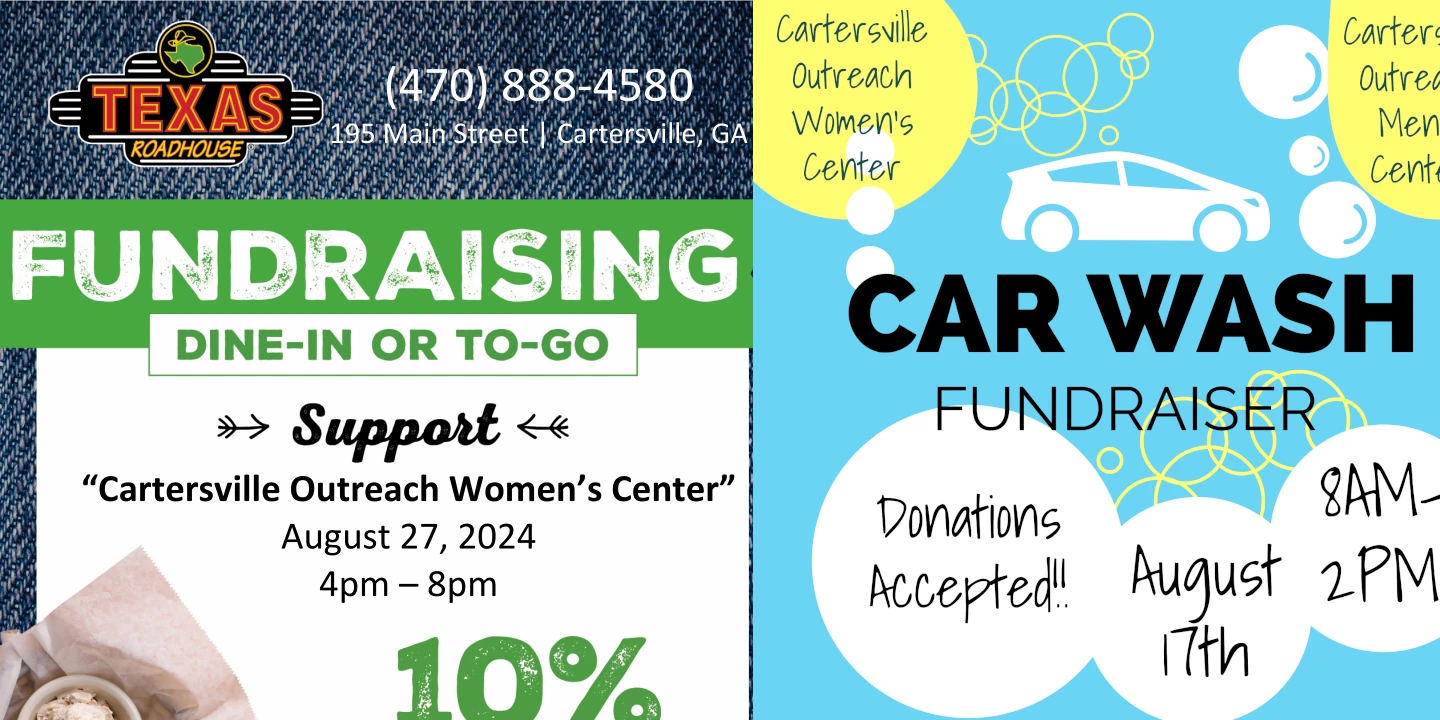 TEXAS
ROADHOUSE
(470) 888-4580
195 Main Street | Cartersville, GA
FUNDRAISING
DINE-IN OR TO-GO
Support
“Cartersville Outreach Women’s Center”
August 27, 2024
4pm – 8pm
10%
Cartersville
Outreach
Women's
Center
CAR WASH
FUNDRAISER
Donations
Accepted!!
August
17th
8AM-
2PM